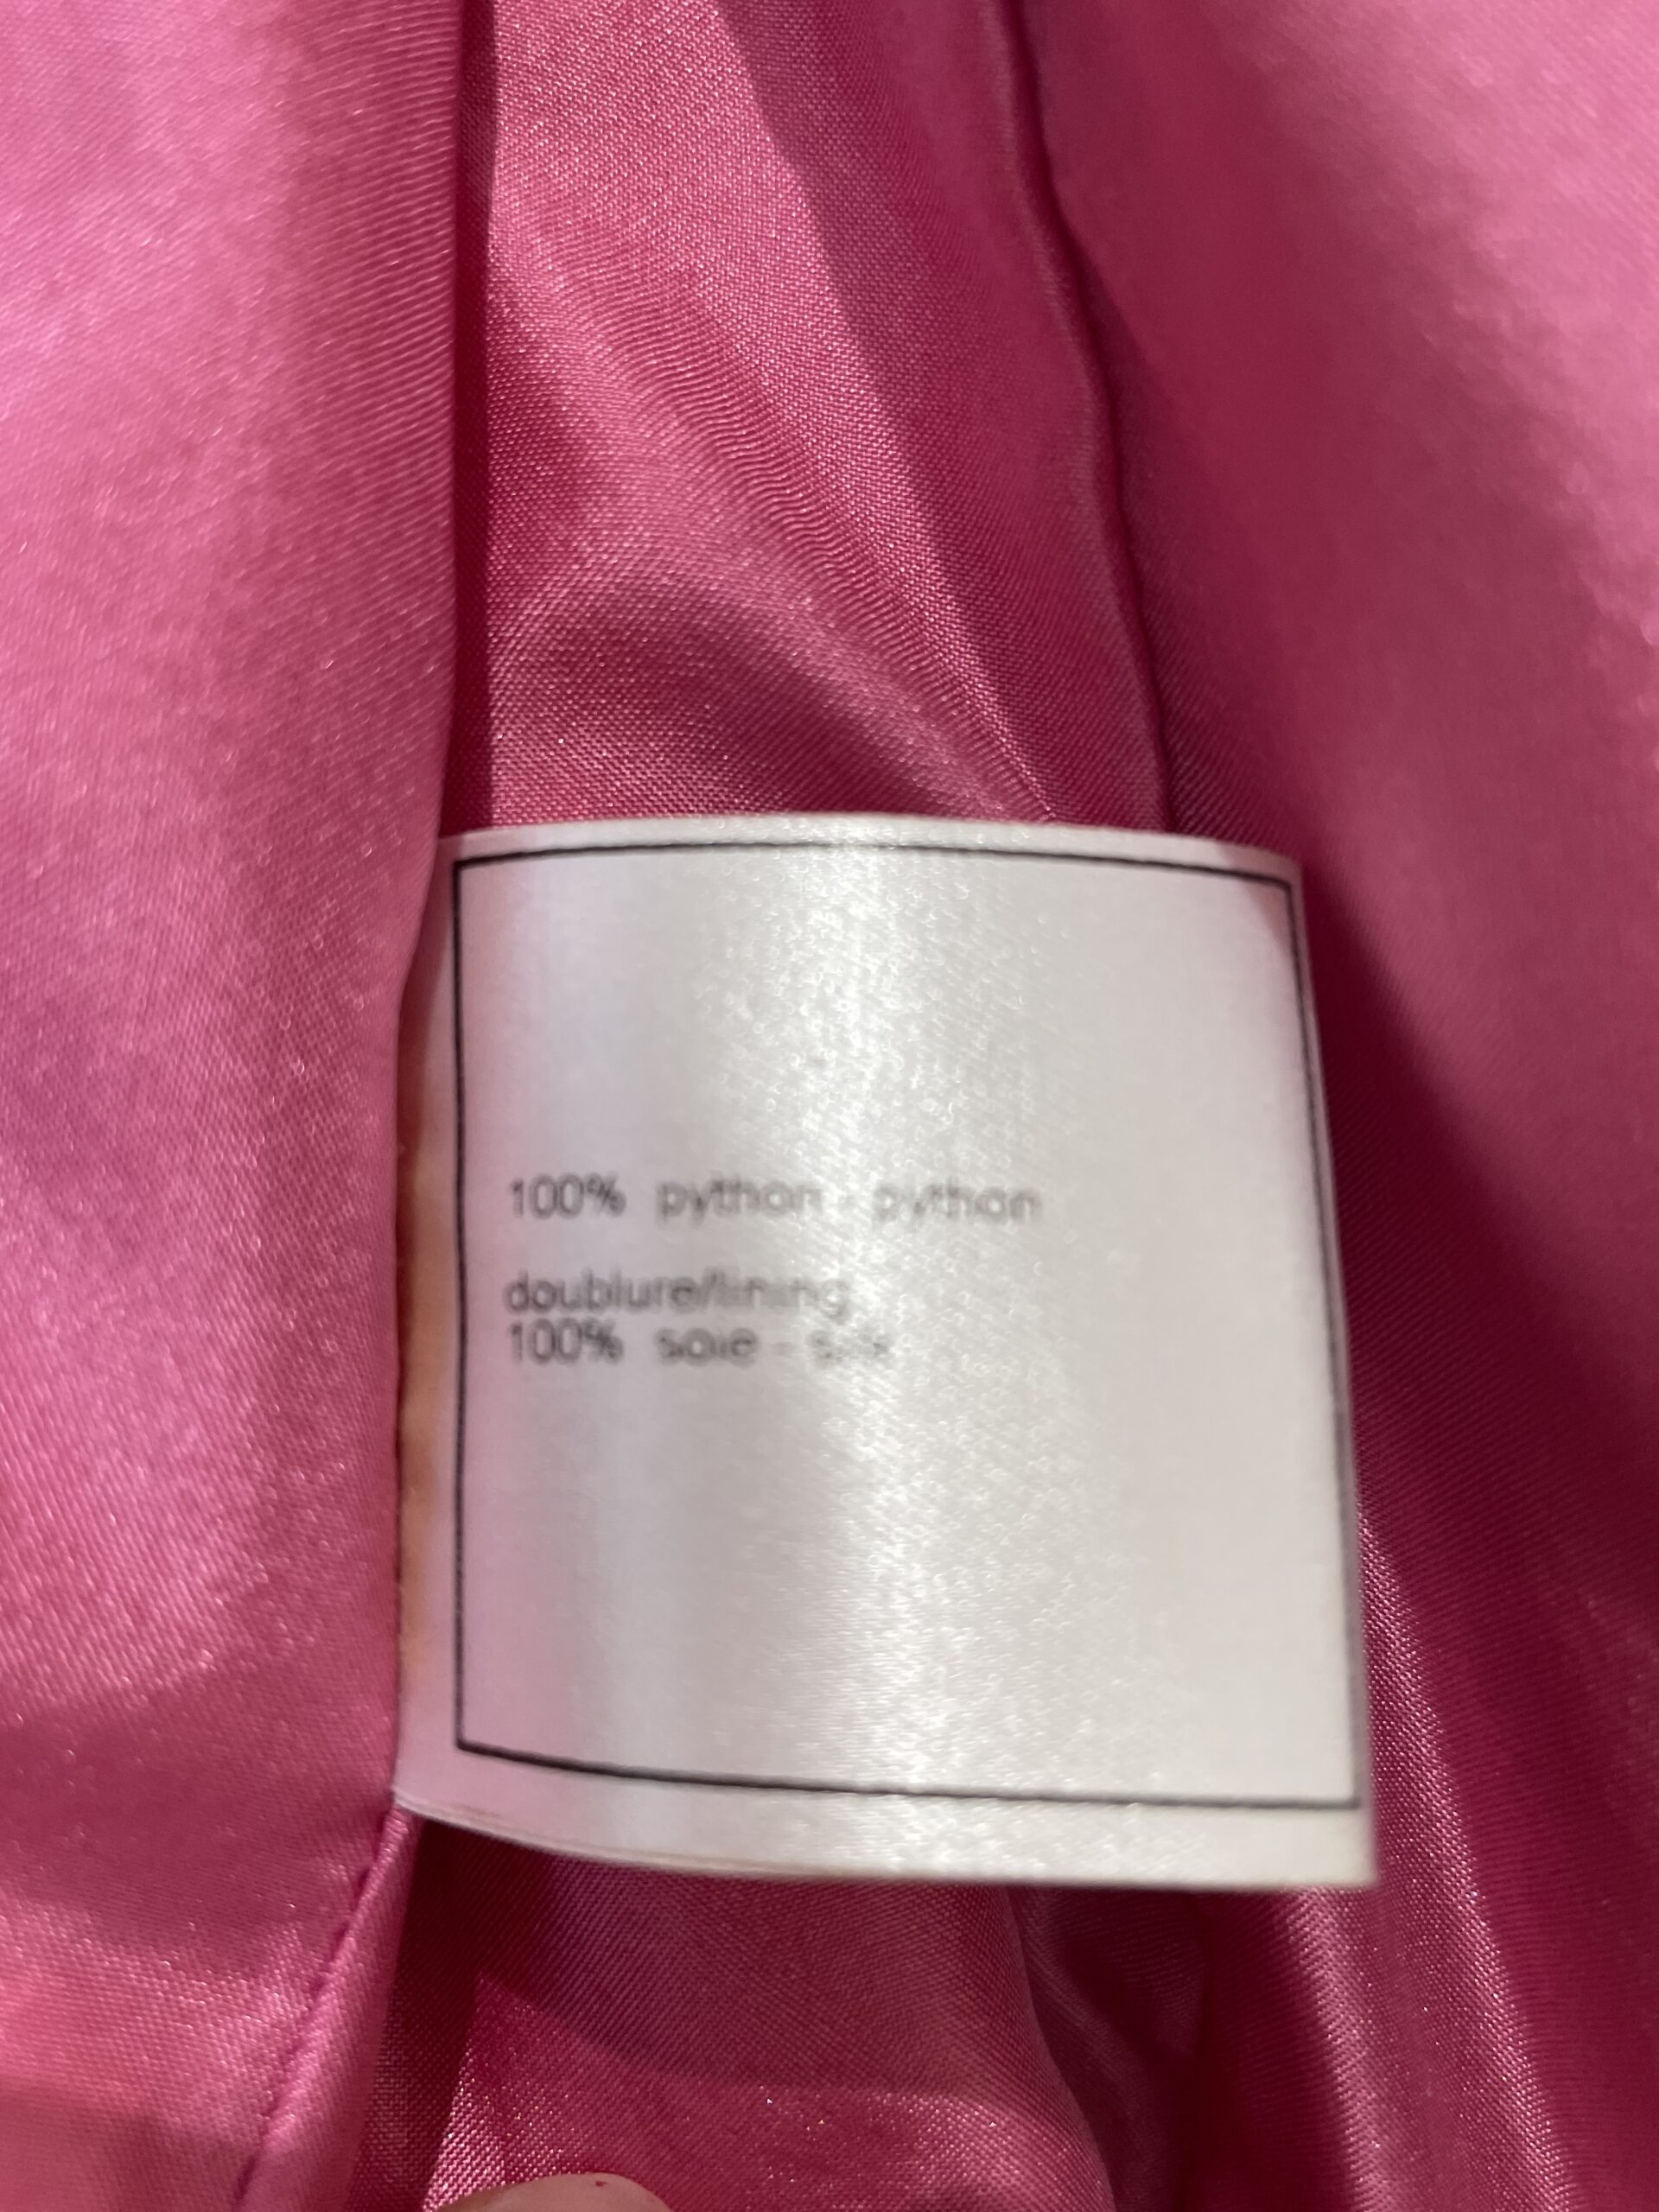 100% python - python
doublure/lining
100% soie - silk